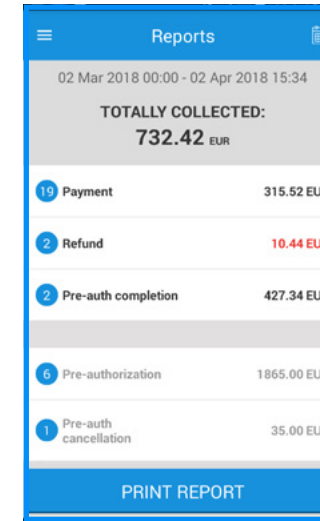 Reports
02 Mar 2018 00:00 - 02 Apr 2018 15:34
TOTALLY COLLECTED:
732.42 EUR
19 Payment 315.52 EU
2 Refund 10.44 EU
2 Pre-auth completion 427.34 EU
6 Pre-authorization 1865.00 EU
1 Pre-auth
cancellation 35.00 EU
PRINT REPORT